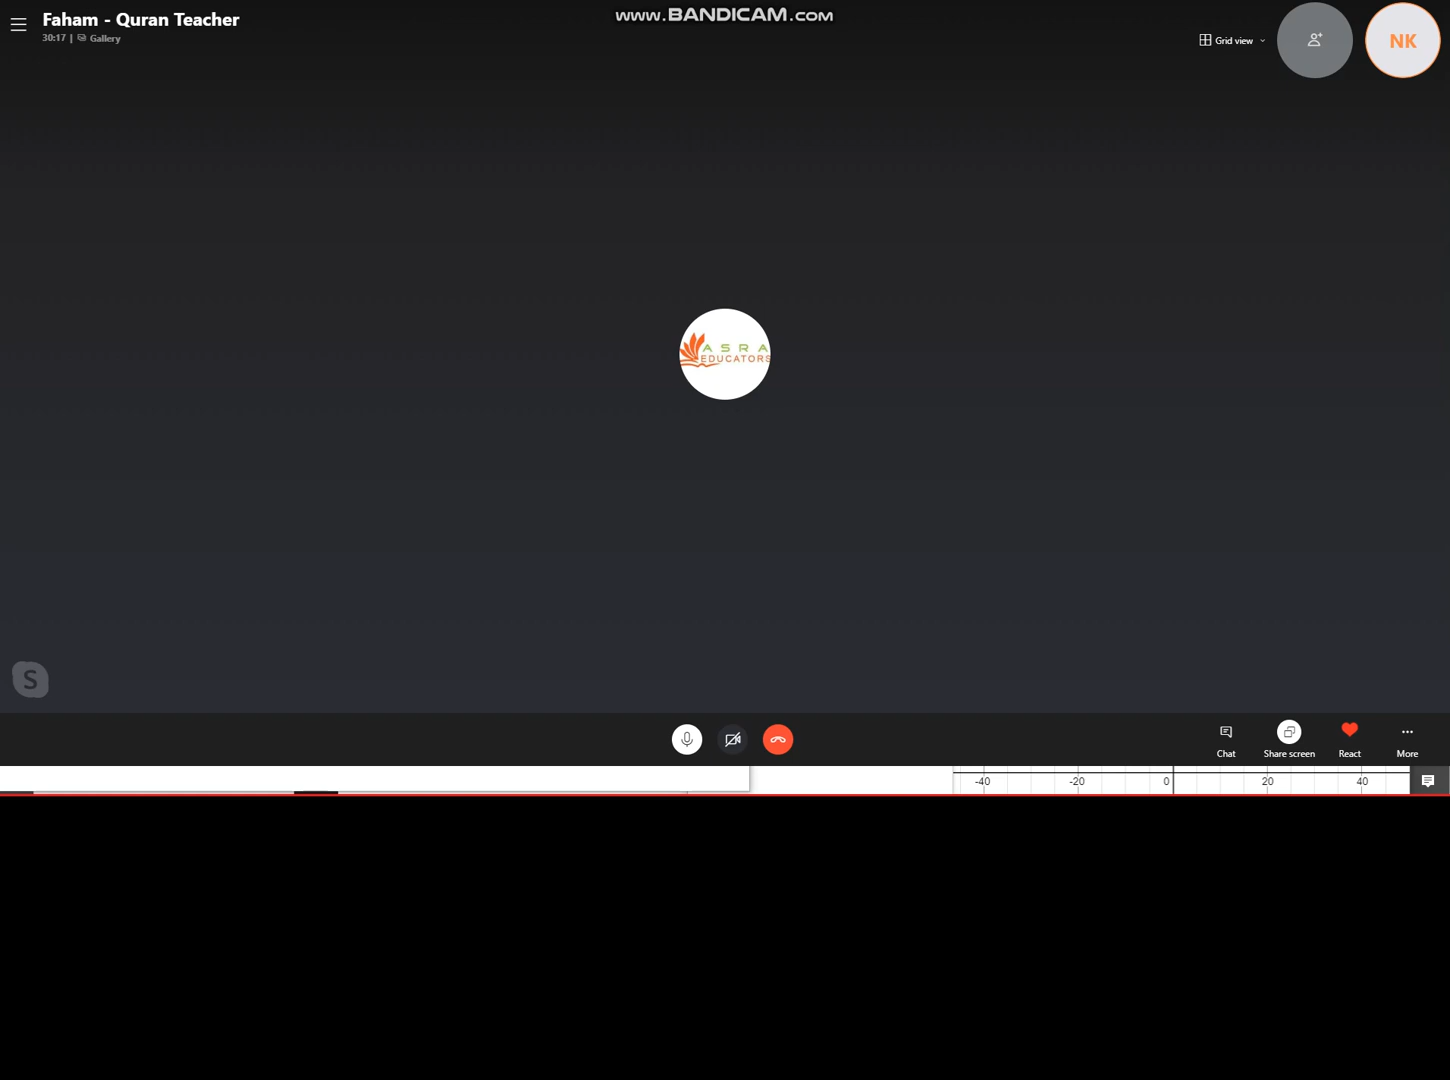 Faham - Quran Teacher
30:17 | Gallery
www.BANDICAM.com
Grid view
NK
ASRA
EDUCATORS
S
Chat
Share screen
React
More
-40 -20 0 20 40